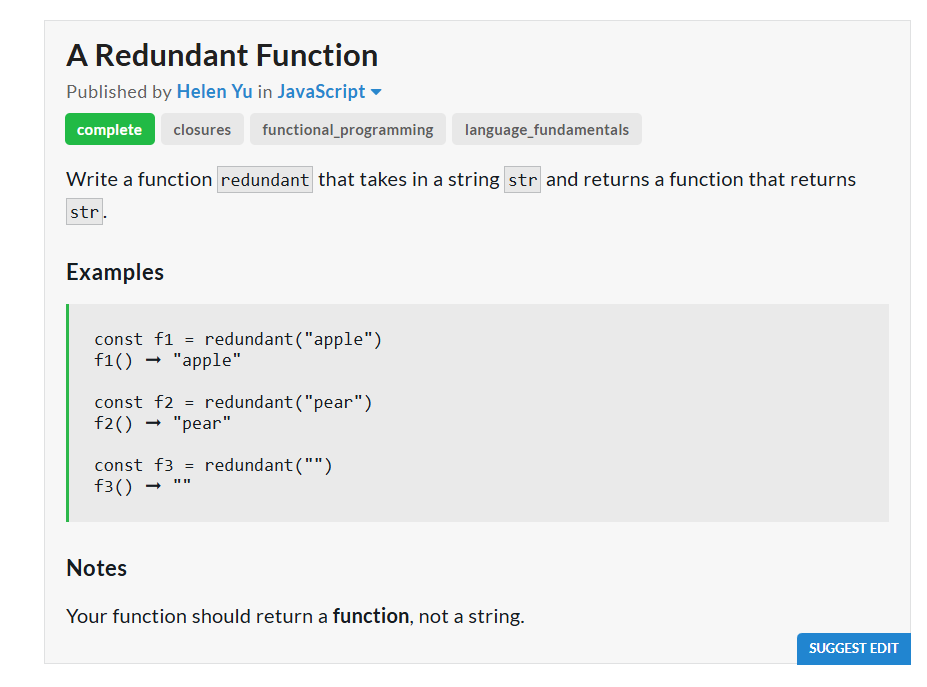 A Redundant Function
Published by Helen Yu in JavaScript
complete closures functional_programming language_fundamentals
Write a function redundant that takes in a string str and returns a function that returns
str.
Examples
const f1 = redundant("apple")
f1() ➞ "apple"
const f2 = redundant("pear")
f2() ➞ "pear"
const f3 = redundant("")
f3() ➞ ""
Notes
Your function should return a function, not a string.
SUGGEST EDIT